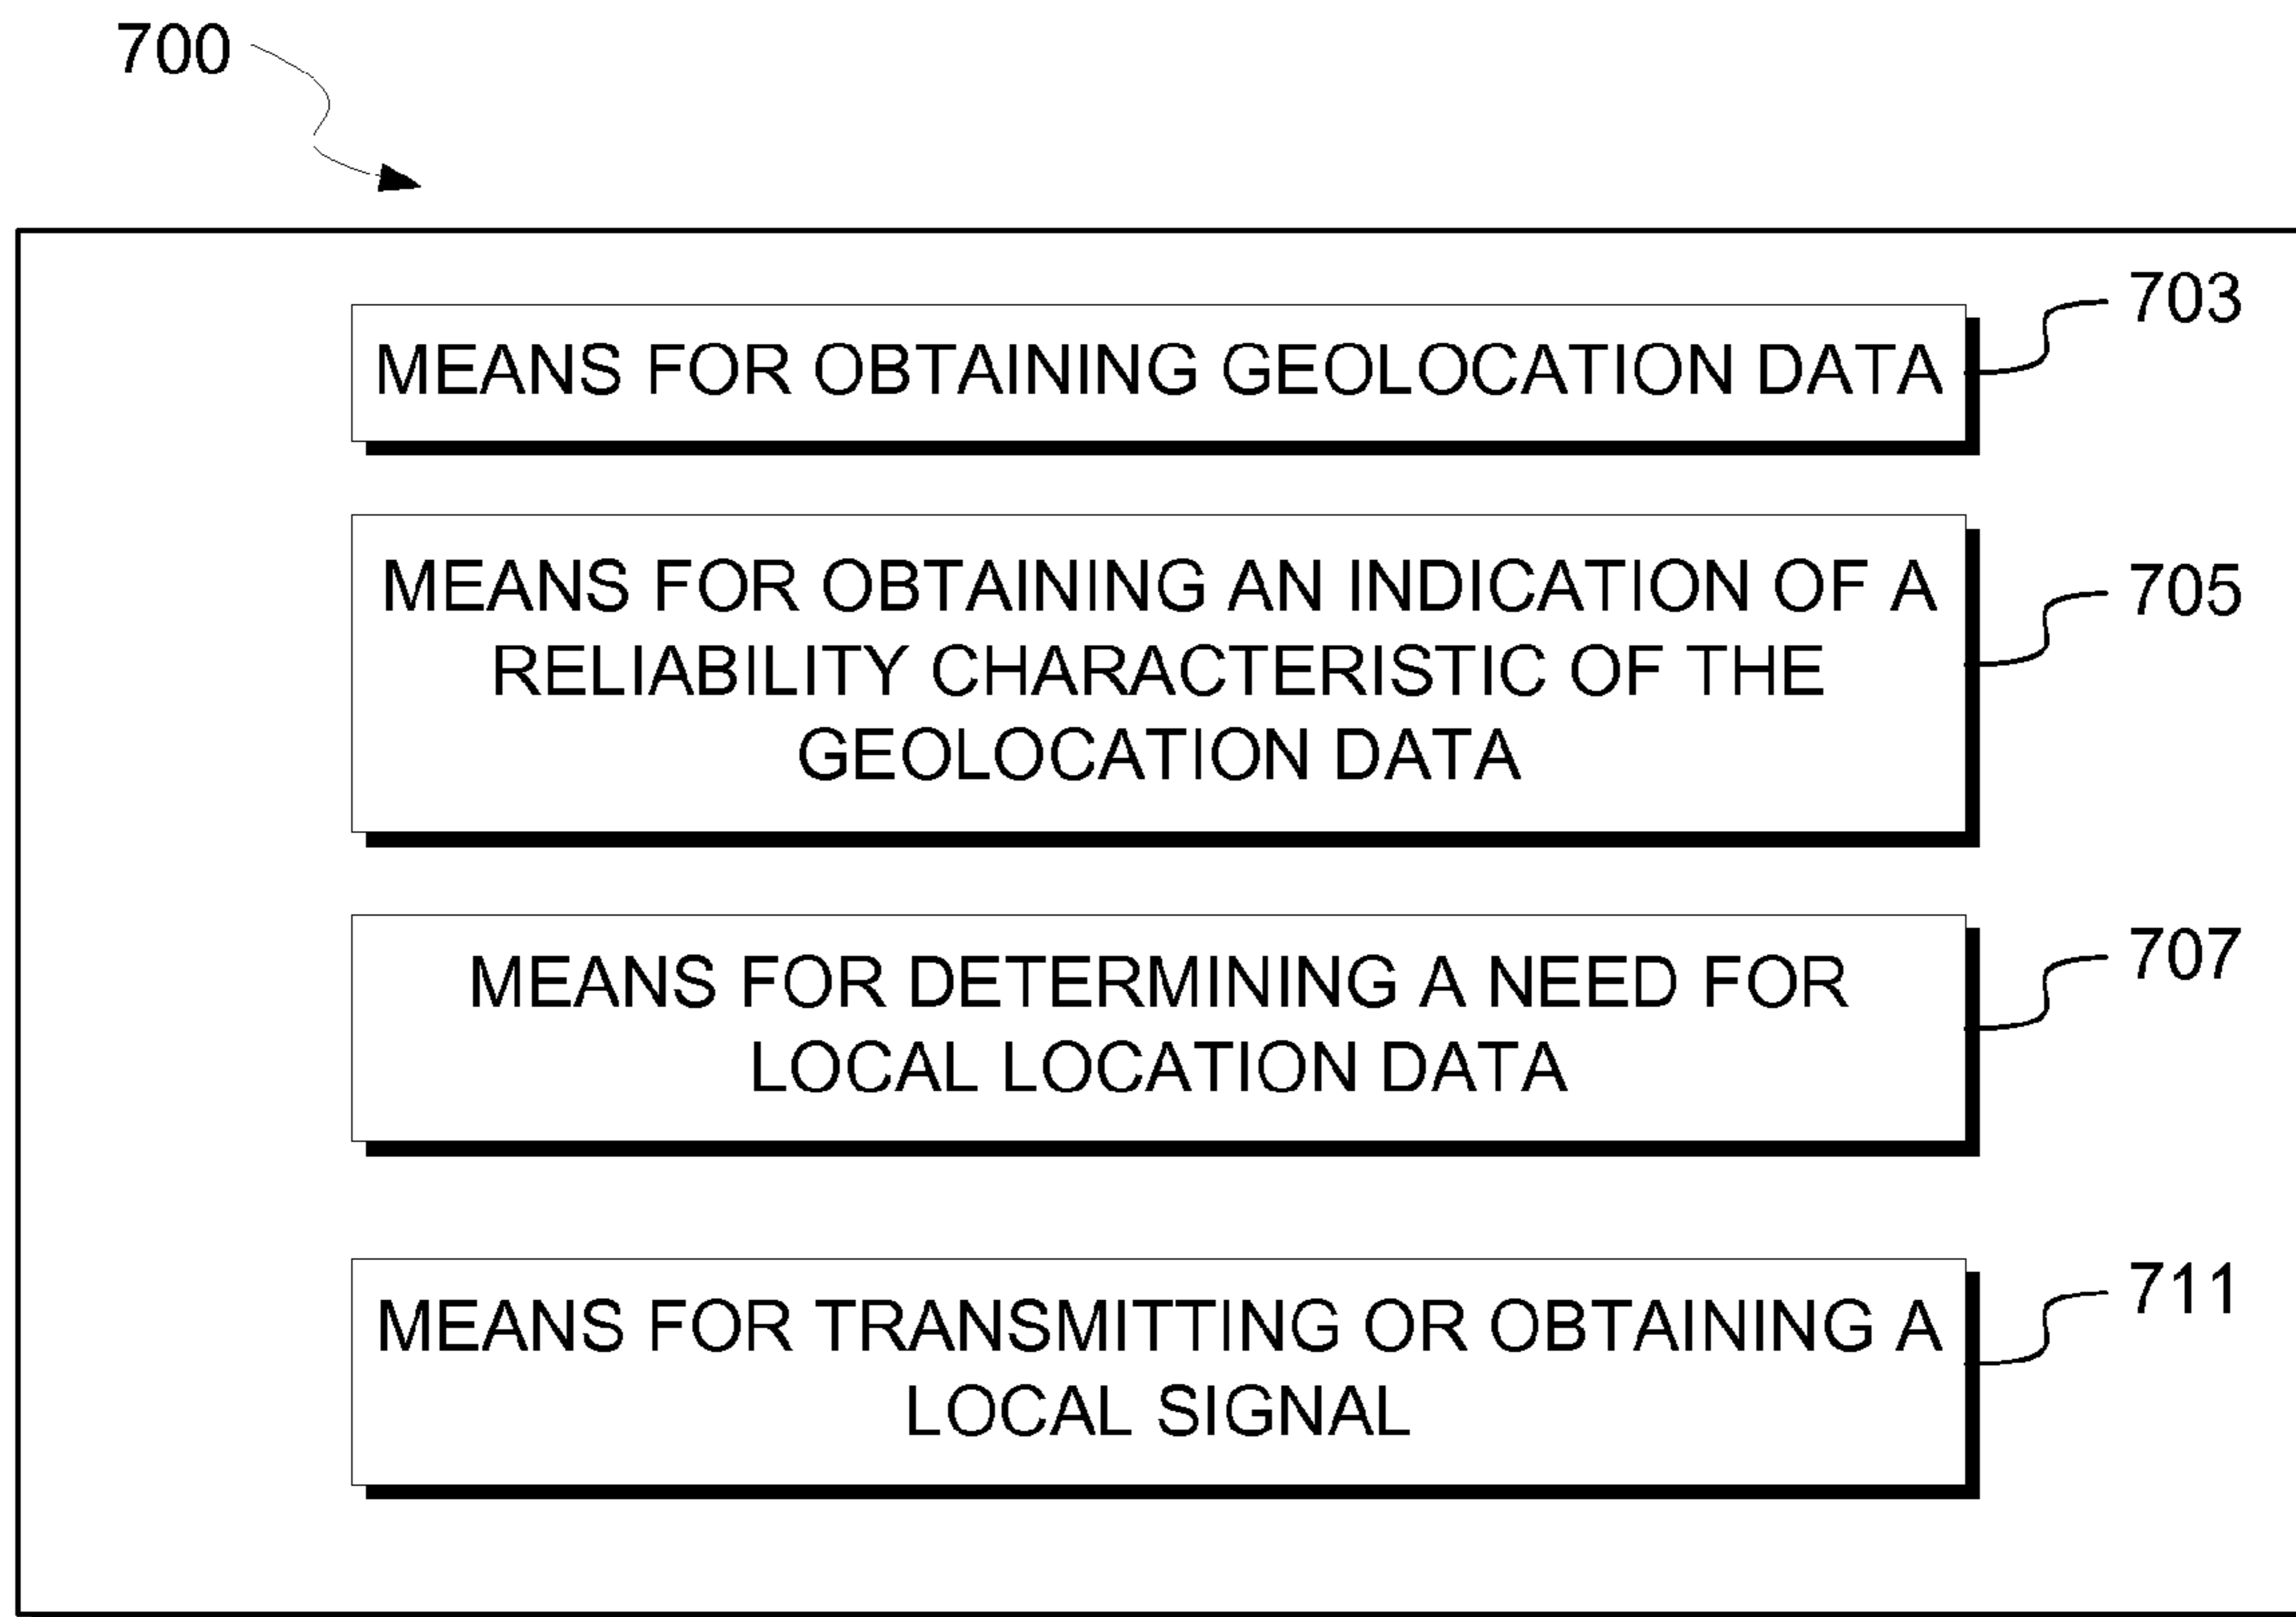 700
703
MEANS FOR OBTAINING GEOLOCATION DATA
MEANS FOR OBTAINING AN INDICATION OF A
705
RELIABILITY CHARACTERISTIC OF THE
GEOLOCATION DATA
707
MEANS FOR DETERMINING A NEED FOR
LOCAL LOCATION DATA
711
MEANS FOR TRANSMITTING OR OBTAINING A
LOCAL SIGNAL